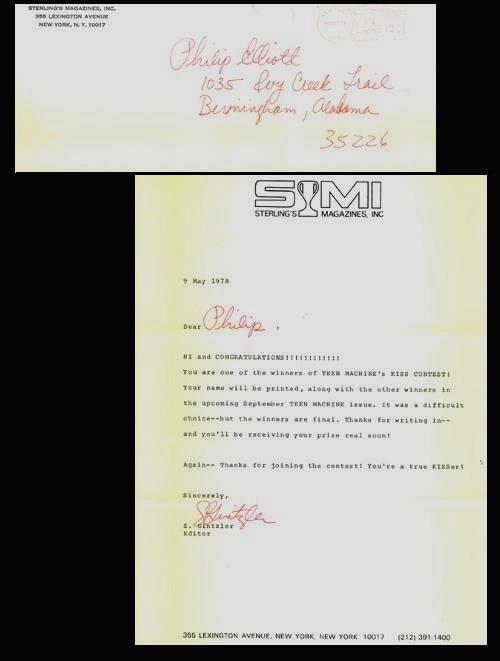 STERLING'S MAGAZINES, INC.
355 LEXINGTON AVENUE
NEW YORK, N. Y. 10017
Philip Elliott
1035 Ivy Creek Trail
Bermingham, Alabama
35226
SMI
STERLING'S MAGAZINES, INC
9 May 1978
Dear Philip ,
Hi and CONGRATULATIONS!!!!!!!!!!!!
You are one of the winners of TEEN MACHINE's KISS CONTEST!
Your name will be printed, along with the other winners in
the upcoming September TEEN MACHINE issue. It was a difficult
choice--but the winners are final. Thanks for writing in--
and you'll be receiving your prize real soon!
Again-- Thanks for joining the contest! You're a true KISSer!
Sincerely,
S Gintzler
S. Gintzler
Editor
355 LEXINGTON AVENUE, NEW YORK, NEW YORK 10017 (212) 391-1400